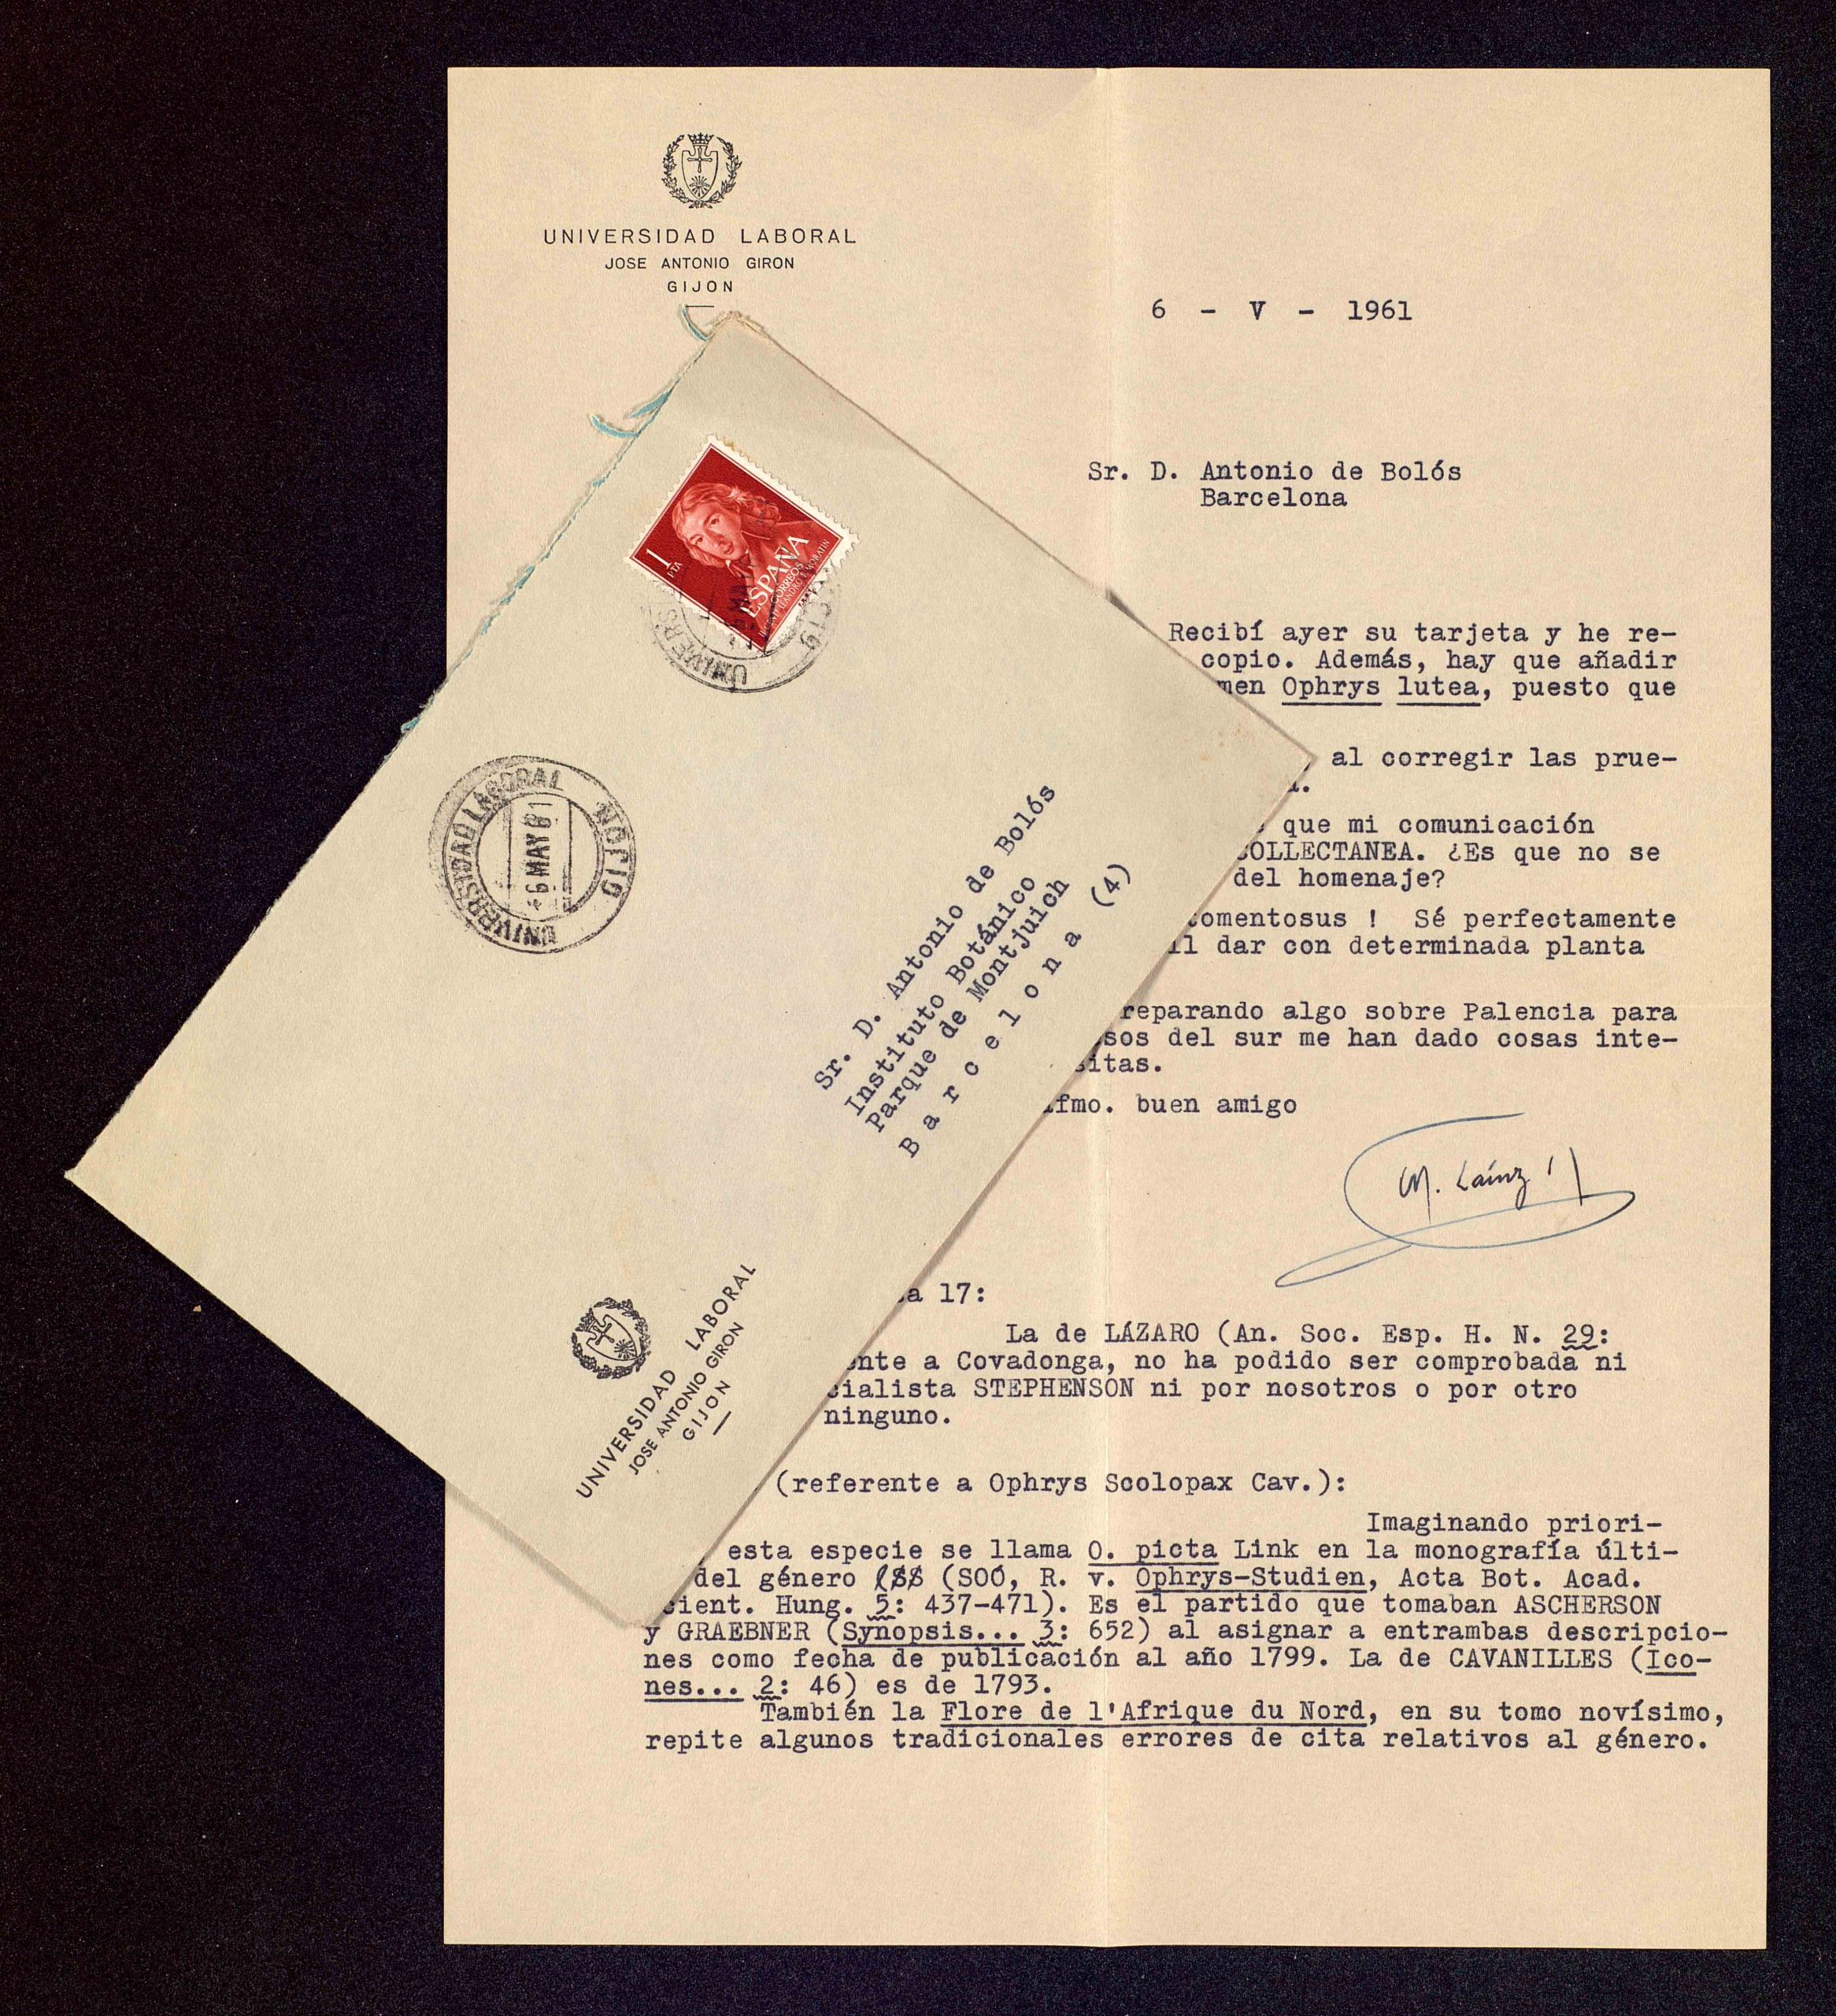 UNIVERSIDAD LABORAL
JOSE ANTONIO GIRON
GIJON
6 - V - 1961
Sr. D. Antonio de Bolós
Barcelona
Recibí ayer su tarjeta y he re-
copio. Además, hay que añadir
Ophrys lutea, puesto que
al corregir las prue-
que mi comunicación
COLLECTANEA. ¿Es que no se
del homenaje?
tomentosus ! Sé perfectamente
dar con determinada planta
reparando algo sobre Palencia para
sos del sur me han dado cosas inte-
sitas.
fmo. buen amigo
M. Laínz
a 17:
La de LÁZARO (An. Soc. Esp. H. N. 29:
ente a Covadonga, no ha podido ser comprobada ni
cialista STEPHENSON ni por nosotros o por otro
ninguno.
(referente a Ophrys Scolopax Cav.):
Imaginando priori-
esta especie se llama O. picta Link en la monografía últi-
del género (SOÓ, R. v. Ophrys-Studien, Acta Bot. Acad.
cient. Hung. 5: 437-471). Es el partido que tomaban ASCHERSON
y GRAEBNER (Synopsis... 3: 652) al asignar a entrambas descripcio-
nes como fecha de publicación al año 1799. La de CAVANILLES (Ico-
nes... 2: 46) es de 1793.
También la Flore de l'Afrique du Nord, en su tomo novísimo,
repite algunos tradicionales errores de cita relativos al género.
1 PTA
ESPAÑA
CORREOS
UNIVERSIDAD LABORAL
GIJON
6 MAY 61
Sr. D. Antonio de Bolós
Instituto Botánico
Parque de Montjuich
Barcelona (4)
UNIVERSIDAD LABORAL
JOSE ANTONIO GIRON
GIJON